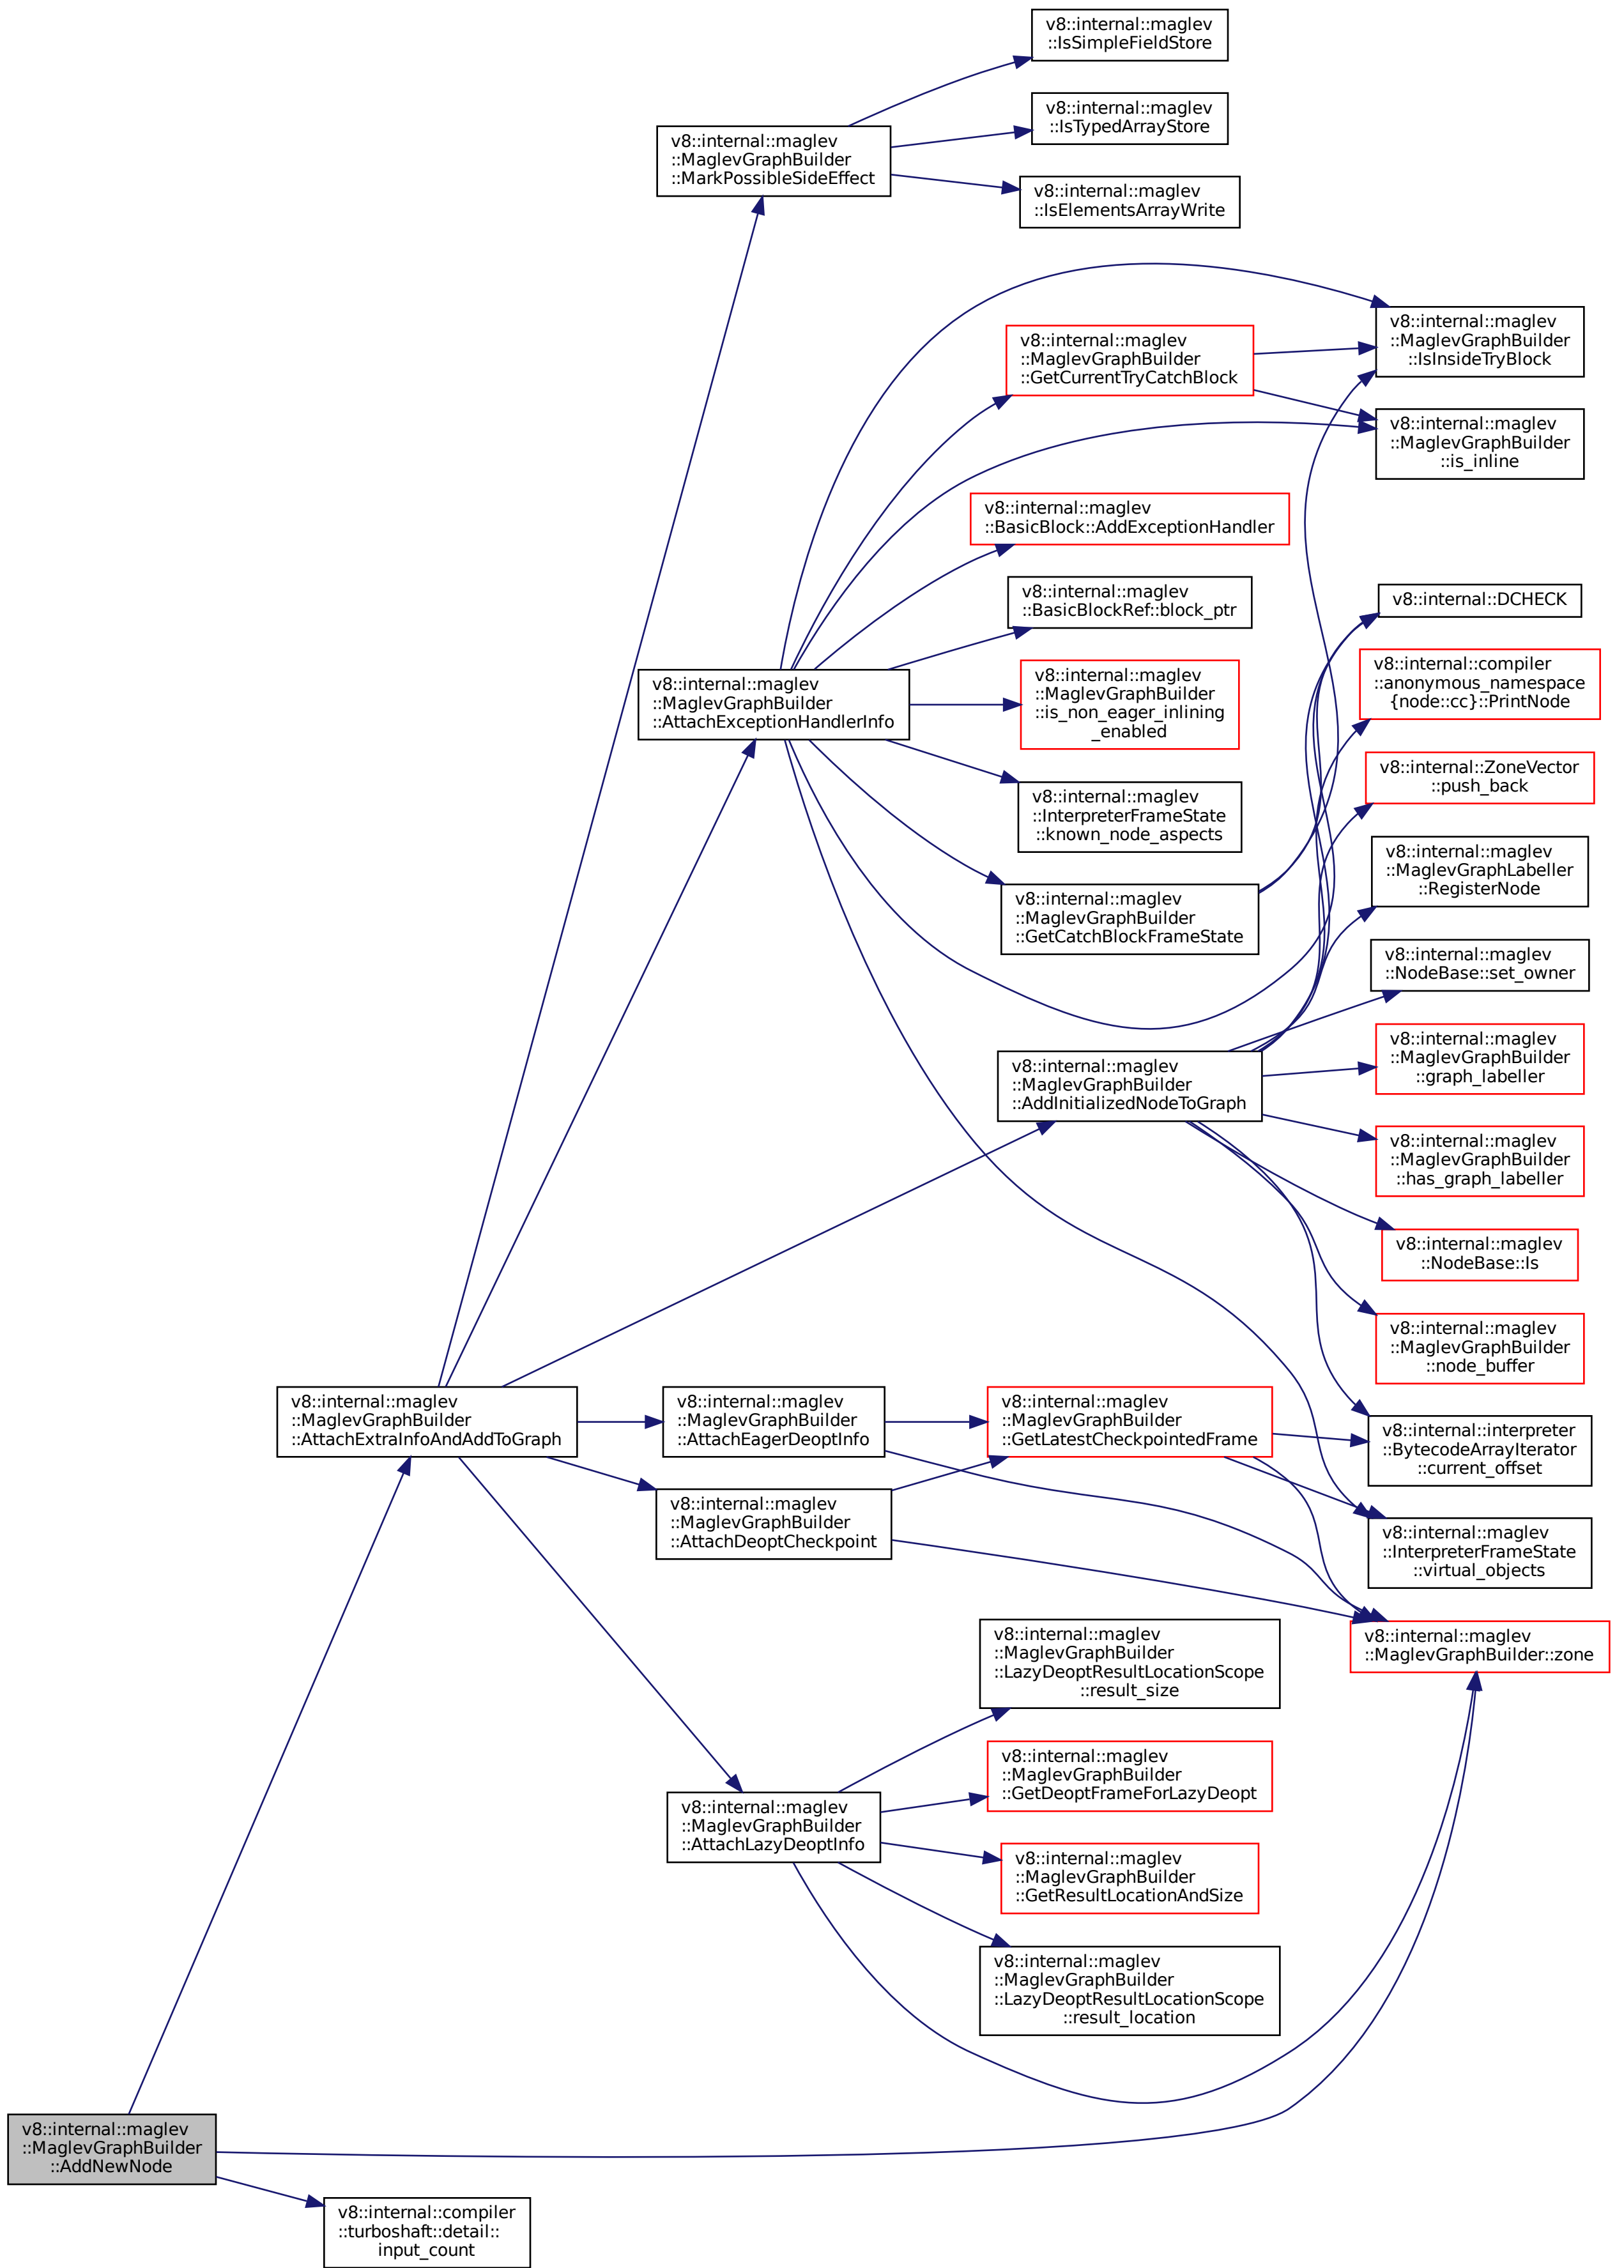 v8::internal::maglev
::IsSimpleFieldStore
v8::internal::maglev
::IsTypedArrayStore
v8::internal::maglev
::MaglevGraphBuilder
::MarkPossibleSideEffect
v8::internal::maglev
::IsElementsArrayWrite
v8::internal::maglev
::MaglevGraphBuilder
::IsInsideTryBlock
v8::internal::maglev
::MaglevGraphBuilder
::GetCurrentTryCatchBlock
v8::internal::maglev
::MaglevGraphBuilder
::is_inline
v8::internal::maglev
::BasicBlock::AddExceptionHandler
v8::internal::maglev
::BasicBlockRef::block_ptr
v8::internal::DCHECK
v8::internal::maglev
::MaglevGraphBuilder
::AttachExceptionHandlerInfo
v8::internal::maglev
::MaglevGraphBuilder
::is_non_eager_inlining
_enabled
v8::internal::compiler
::anonymous_namespace
{node::cc}::PrintNode
v8::internal::ZoneVector
::push_back
v8::internal::maglev
::InterpreterFrameState
::known_node_aspects
v8::internal::maglev
::MaglevGraphLabeller
::RegisterNode
v8::internal::maglev
::MaglevGraphBuilder
::GetCatchBlockFrameState
v8::internal::maglev
::NodeBase::set_owner
v8::internal::maglev
::MaglevGraphBuilder
::graph_labeller
v8::internal::maglev
::MaglevGraphBuilder
::AddInitializedNodeToGraph
v8::internal::maglev
::MaglevGraphBuilder
::has_graph_labeller
v8::internal::maglev
::NodeBase::Is
v8::internal::maglev
::MaglevGraphBuilder
::node_buffer
v8::internal::maglev
::MaglevGraphBuilder
::AttachExtraInfoAndAddToGraph
v8::internal::maglev
::MaglevGraphBuilder
::AttachEagerDeoptInfo
v8::internal::maglev
::MaglevGraphBuilder
::GetLatestCheckpointedFrame
v8::internal::interpreter
::BytecodeArrayIterator
::current_offset
v8::internal::maglev
::MaglevGraphBuilder
::AttachDeoptCheckpoint
v8::internal::maglev
::InterpreterFrameState
::virtual_objects
v8::internal::maglev
::MaglevGraphBuilder::zone
v8::internal::maglev
::MaglevGraphBuilder
::LazyDeoptResultLocationScope
::result_size
v8::internal::maglev
::MaglevGraphBuilder
::GetDeoptFrameForLazyDeopt
v8::internal::maglev
::MaglevGraphBuilder
::AttachLazyDeoptInfo
v8::internal::maglev
::MaglevGraphBuilder
::GetResultLocationAndSize
v8::internal::maglev
::MaglevGraphBuilder
::LazyDeoptResultLocationScope
::result_location
v8::internal::maglev
::MaglevGraphBuilder
::AddNewNode
v8::internal::compiler
::turboshaft::detail::
input_count